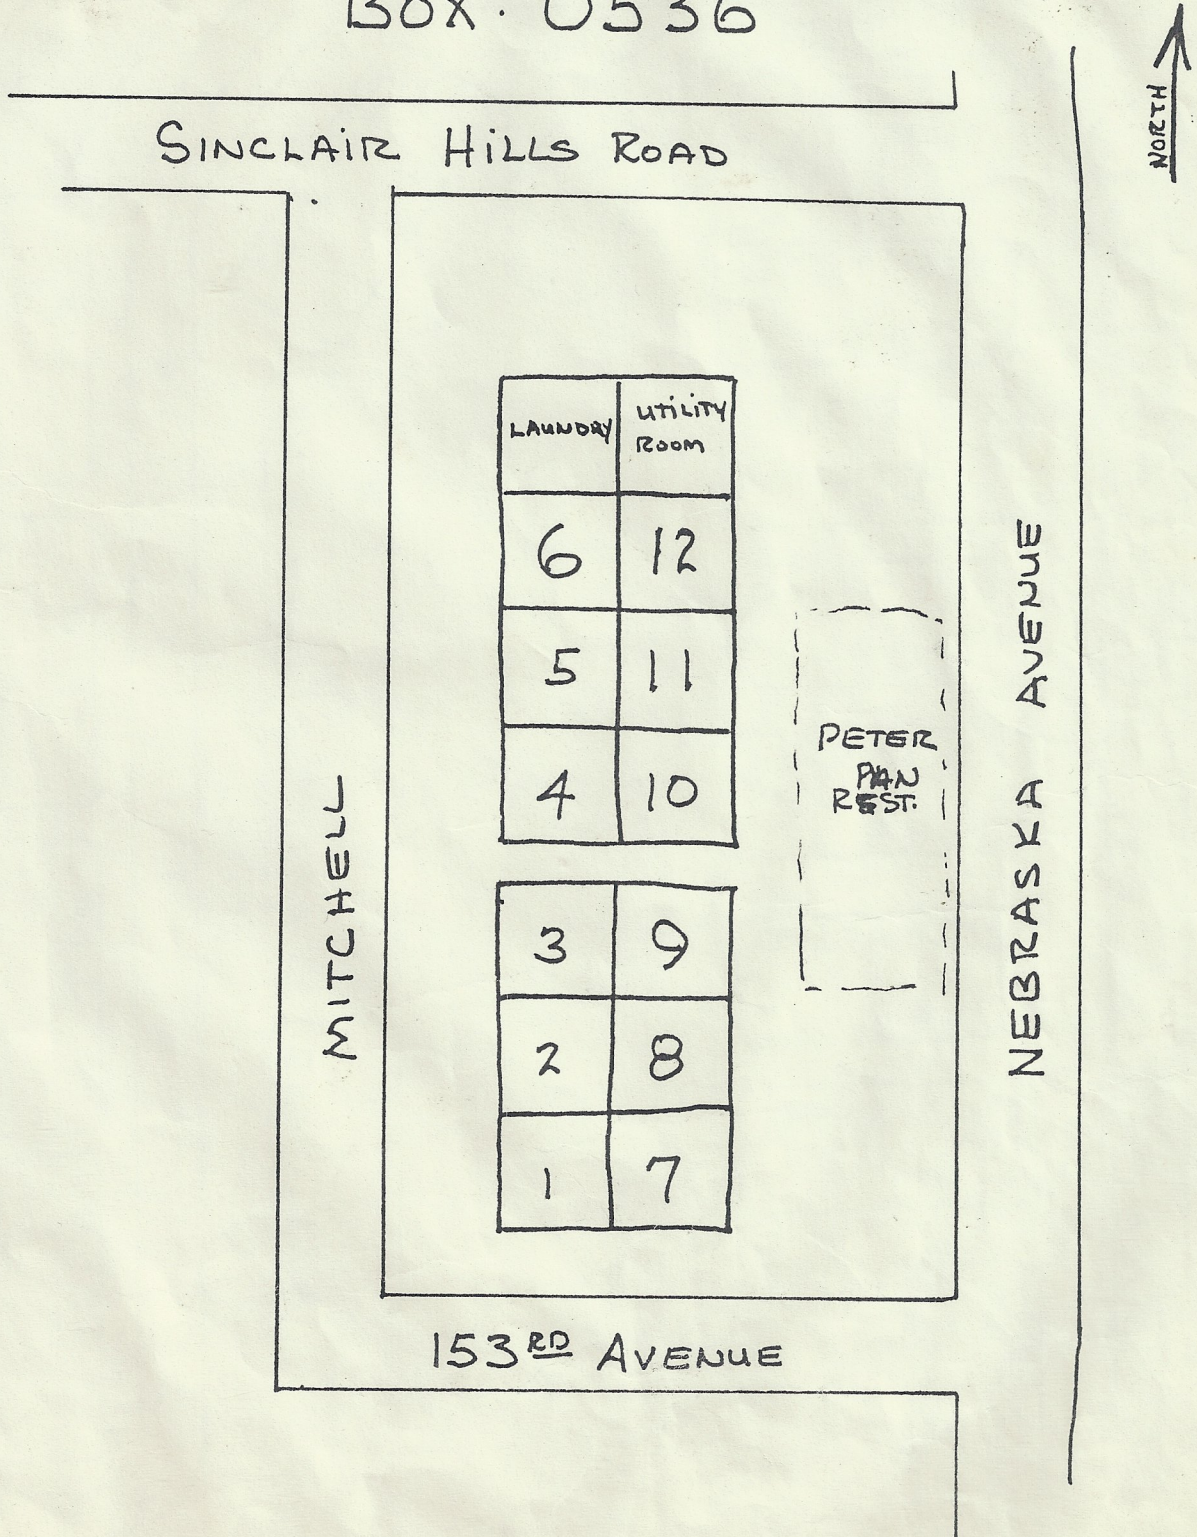 BOX. 0536
NORTH
SINCLAIR HILLS ROAD
LAUNDRY
UTILITY
ROOM
6
12
5
11
4
10
PETER
PAN
REST.
3
9
2
8
1
7
MITCHELL
NEBRASKA AVENUE
153RD AVENUE